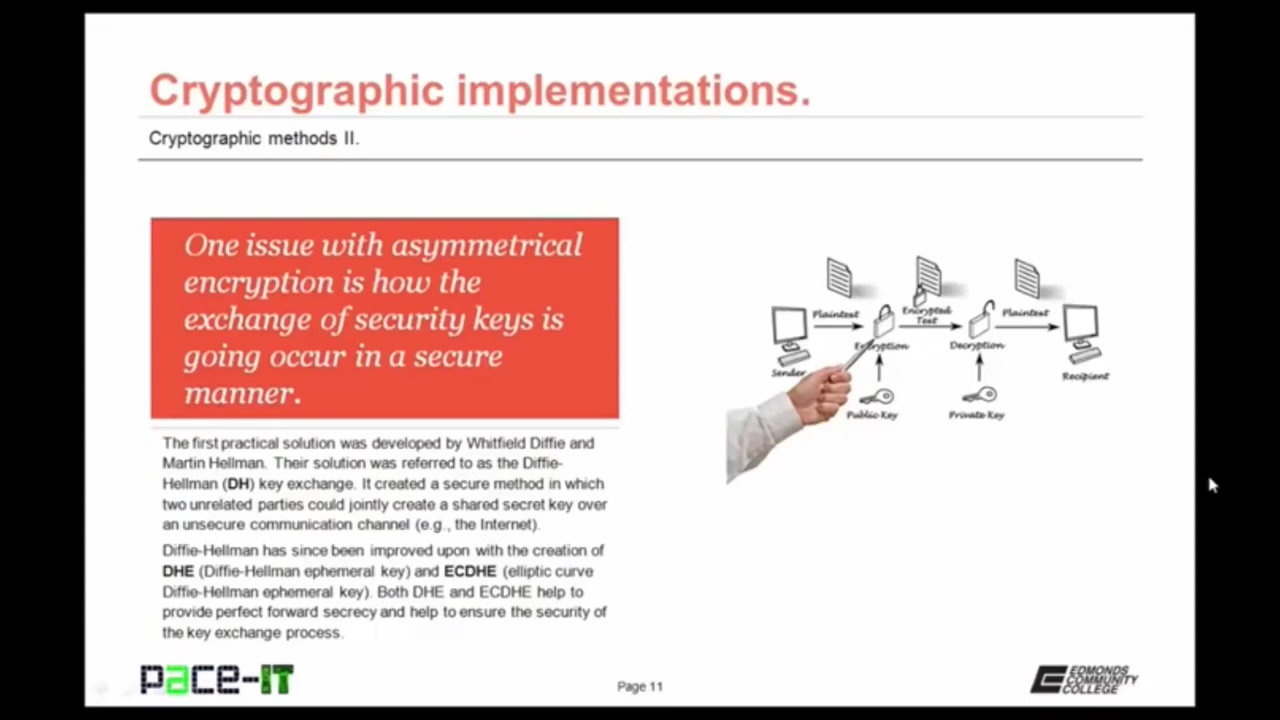 Cryptographic implementations.
Cryptographic methods II.
One issue with asymmetrical
encryption is how the
exchange of security keys is
going occur in a secure
manner.
The first practical solution was developed by Whitfield Diffie and
Martin Hellman. Their solution was referred to as the Diffie-
Hellman (DH) key exchange. It created a secure method in which
two unrelated parties could jointly create a shared secret key over
an unsecure communication channel (e.g., the Internet).
Diffie-Hellman has since been improved upon with the creation of
DHE (Diffie-Hellman ephemeral key) and ECDHE (elliptic curve
Diffie-Hellman ephemeral key). Both DHE and ECDHE help to
provide perfect forward secrecy and help to ensure the security of
the key exchange process.
Plaintext
Encrypted
Text
Plaintext
Encryption
Decryption
Sender
Recipient
Public Key
Private Key
pace-IT
Page 11
EDMONDS
COMMUNITY
COLLEGE